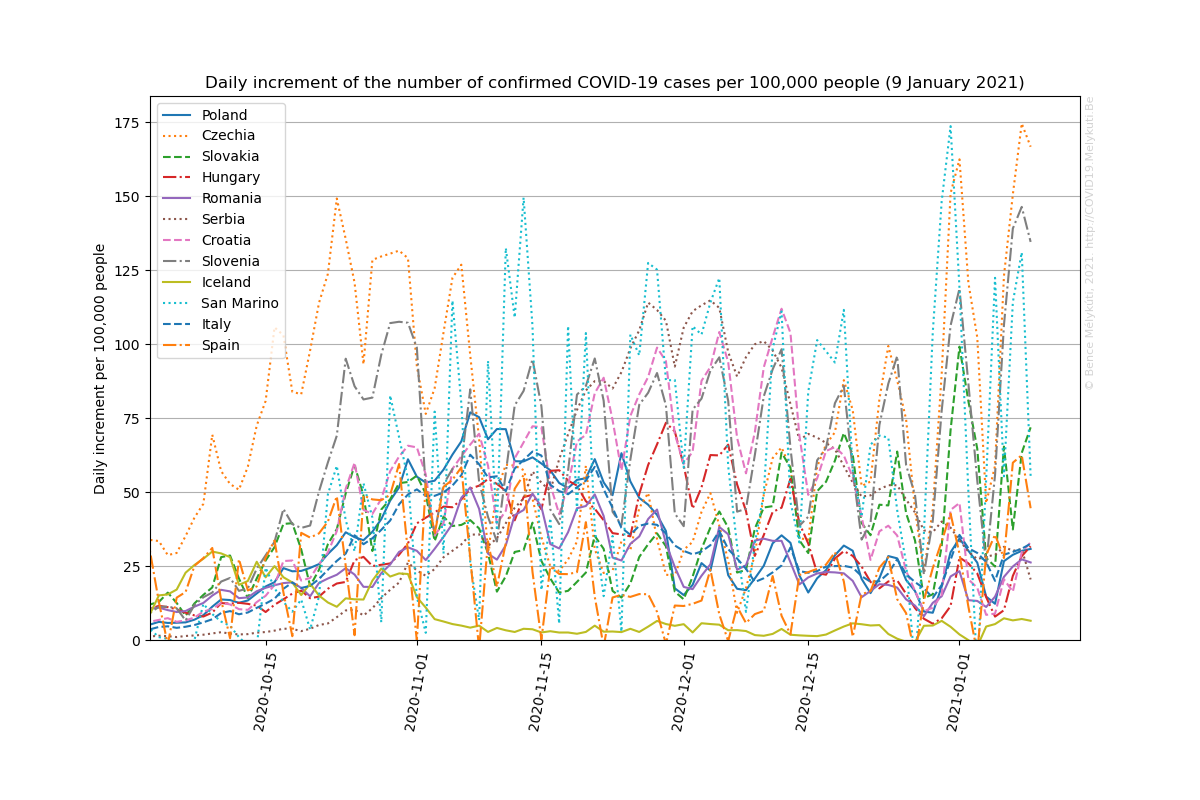 Daily increment of the number of confirmed COVID-19 cases per 100,000 people (9 January 2021)
Daily increment per 100,000 people
175
150
125
100
75
50
25
0
Poland
Czechia
Slovakia
Hungary
Romania
Serbia
Croatia
Slovenia
Iceland
San Marino
Italy
Spain
2020-10-15
2020-11-01
2020-11-15
2020-12-01
2020-12-15
2021-01-01
© Bence Mélykúti, 2021 http://COVID19.Melykuti.Be